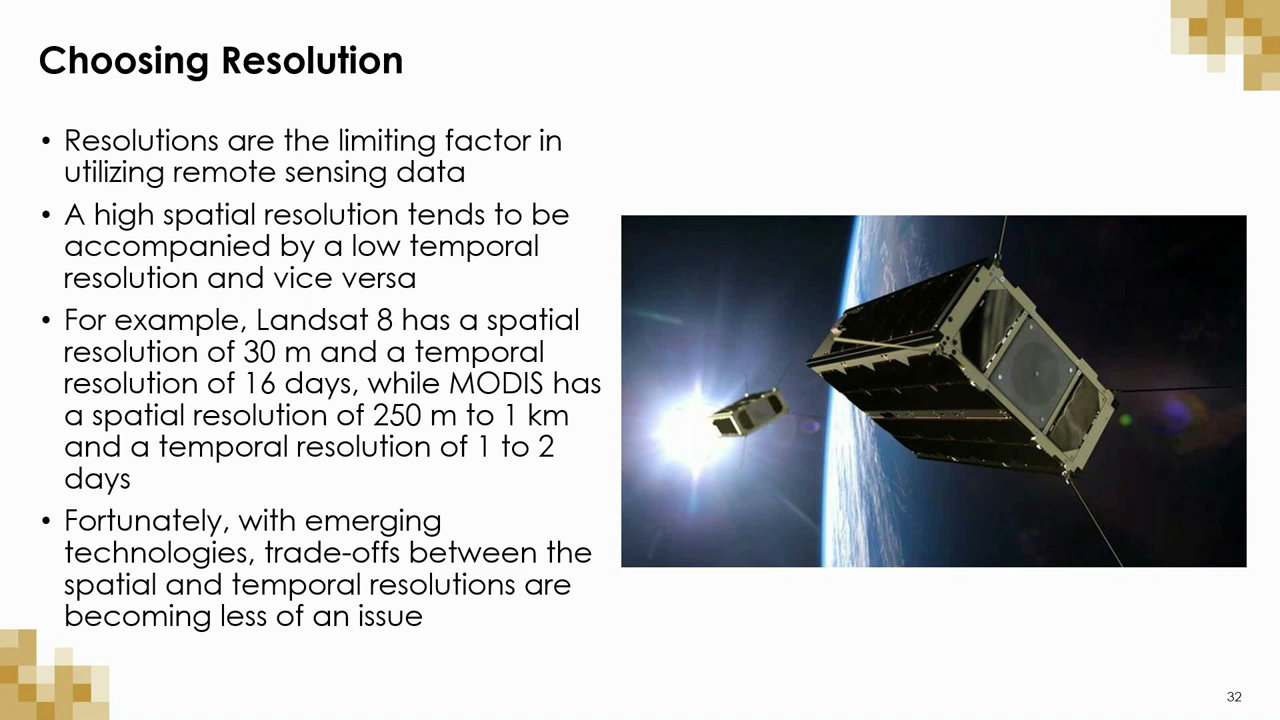 Choosing Resolution
• Resolutions are the limiting factor in
utilizing remote sensing data
• A high spatial resolution tends to be
accompanied by a low temporal
resolution and vice versa
• For example, Landsat 8 has a spatial
resolution of 30 m and a temporal
resolution of 16 days, while MODIS has
a spatial resolution of 250 m to 1 km
and a temporal resolution of 1 to 2
days
• Fortunately, with emerging
technologies, trade-offs between the
spatial and temporal resolutions are
becoming less of an issue
32